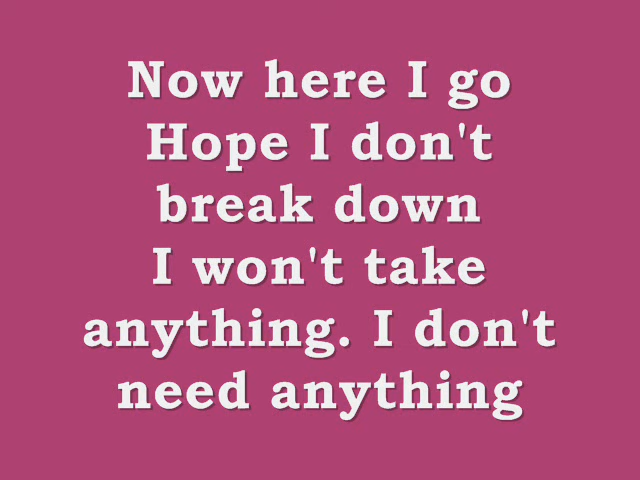 Now here I go
Hope I don't
break down
I won't take
anything. I don't
need anything